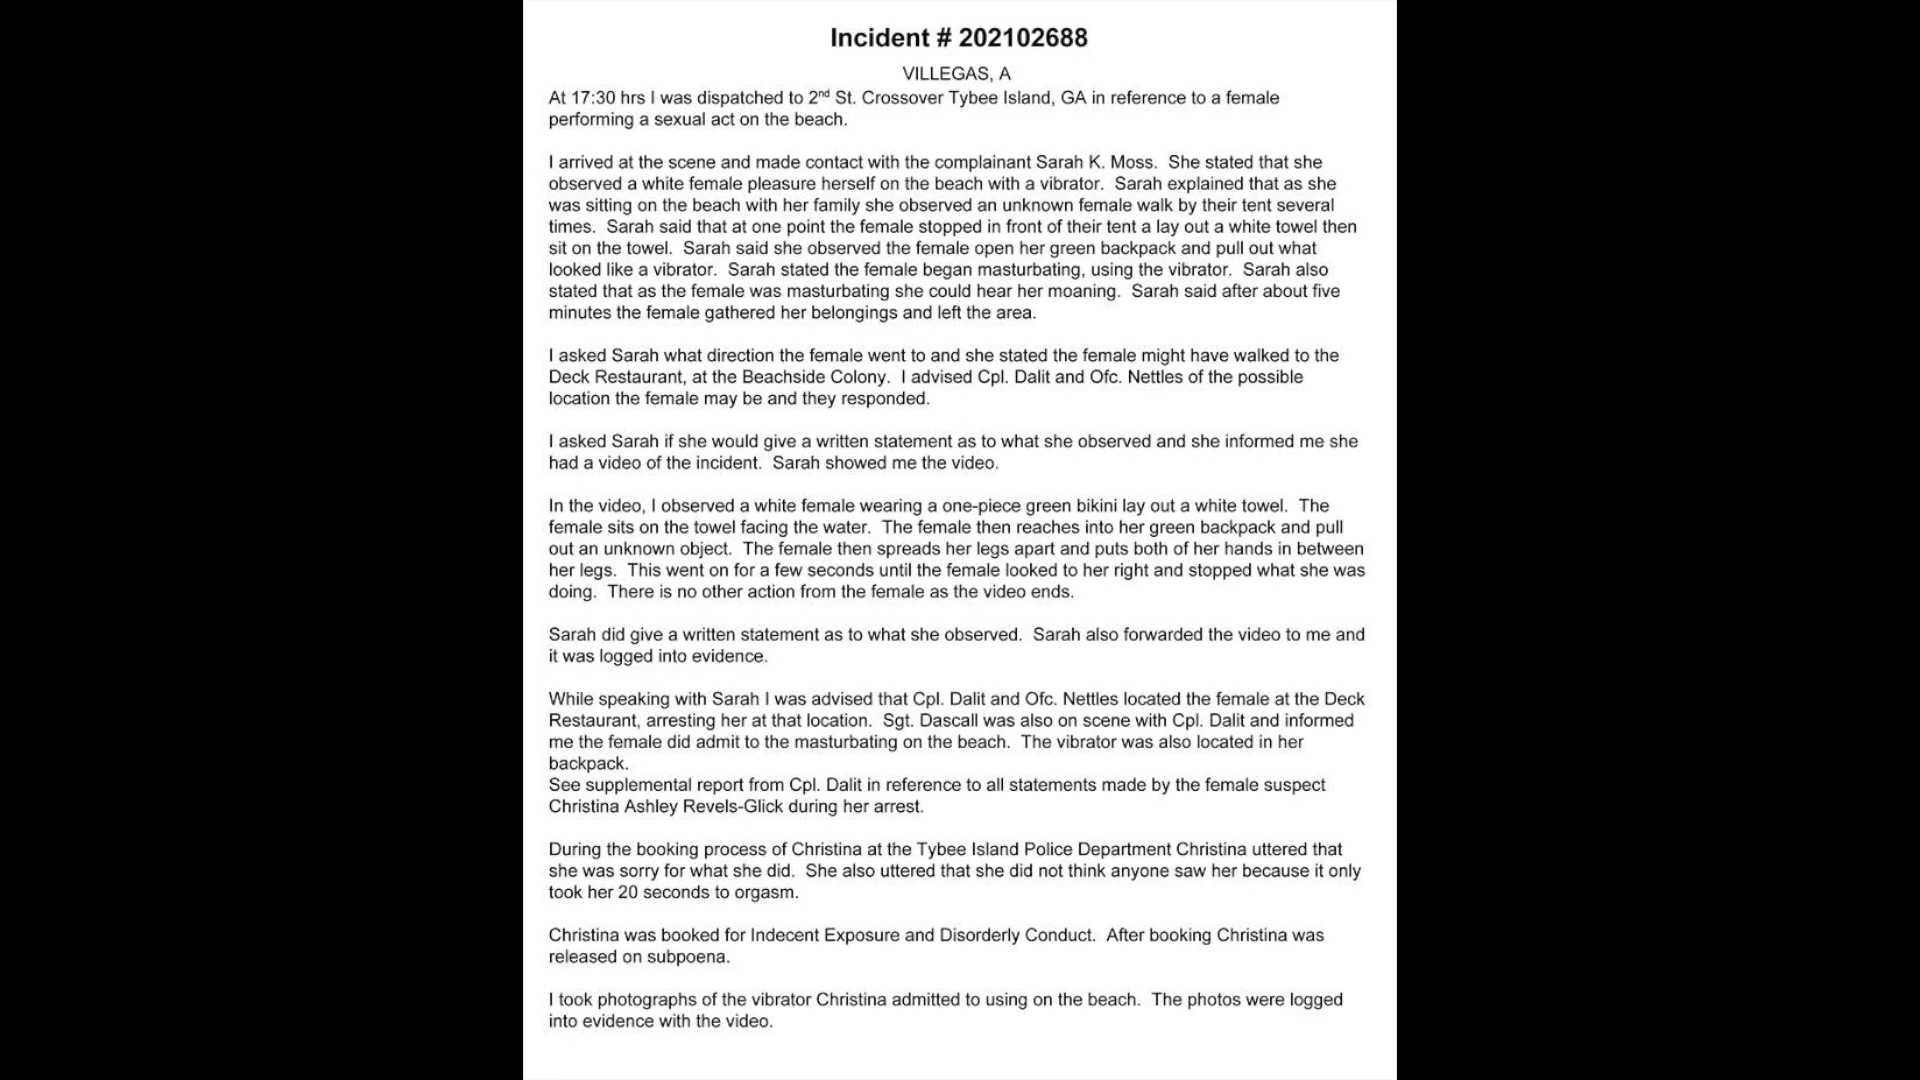 Incident # 202102688
VILLEGAS, A
At 17:30 hrs I was dispatched to 2nd St. Crossover Tybee Island, GA in reference to a female
performing a sexual act on the beach.
I arrived at the scene and made contact with the complainant Sarah K. Moss.  She stated that she
observed a white female pleasure herself on the beach with a vibrator.  Sarah explained that as she
was sitting on the beach with her family she observed an unknown female walk by their tent several
times.  Sarah said that at one point the female stopped in front of their tent a lay out a white towel then
sit on the towel.  Sarah said she observed the female open her green backpack and pull out what
looked like a vibrator.  Sarah stated the female began masturbating, using the vibrator.  Sarah also
stated that as the female was masturbating she could hear her moaning.  Sarah said after about five
minutes the female gathered her belongings and left the area.
I asked Sarah what direction the female went to and she stated the female might have walked to the
Deck Restaurant, at the Beachside Colony.  I advised Cpl. Dalit and Ofc. Nettles of the possible
location the female may be and they responded.
I asked Sarah if she would give a written statement as to what she observed and she informed me she
had a video of the incident.  Sarah showed me the video.
In the video, I observed a white female wearing a one-piece green bikini lay out a white towel.  The
female sits on the towel facing the water.  The female then reaches into her green backpack and pull
out an unknown object.  The female then spreads her legs apart and puts both of her hands in between
her legs.  This went on for a few seconds until the female looked to her right and stopped what she was
doing.  There is no other action from the female as the video ends.
Sarah did give a written statement as to what she observed.  Sarah also forwarded the video to me and
it was logged into evidence.
While speaking with Sarah I was advised that Cpl. Dalit and Ofc. Nettles located the female at the Deck
Restaurant, arresting her at that location.  Sgt. Dascall was also on scene with Cpl. Dalit and informed
me the female did admit to the masturbating on the beach.  The vibrator was also located in her
backpack.
See supplemental report from Cpl. Dalit in reference to all statements made by the female suspect
Christina Ashley Revels-Glick during her arrest.
During the booking process of Christina at the Tybee Island Police Department Christina uttered that
she was sorry for what she did.  She also uttered that she did not think anyone saw her because it only
took her 20 seconds to orgasm.
Christina was booked for Indecent Exposure and Disorderly Conduct.  After booking Christina was
released on subpoena.
I took photographs of the vibrator Christina admitted to using on the beach.  The photos were logged
into evidence with the video.